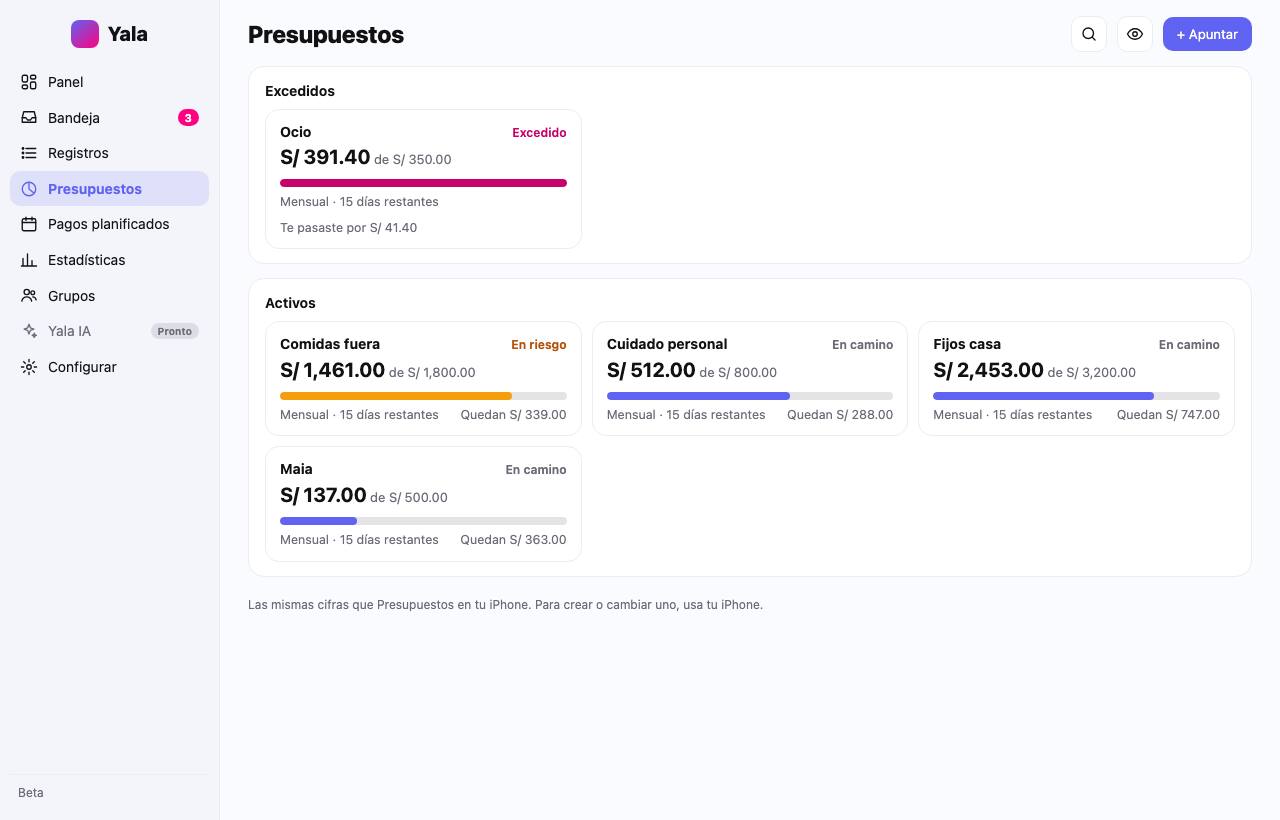 Yala
Panel
Bandeja 3
Registros
Presupuestos
Pagos planificados
Estadísticas
Grupos
Yala IA Pronto
Configurar
Beta
Presupuestos
+ Apuntar
Excedidos
Ocio Excedido
S/ 391.40 de S/ 350.00
Mensual · 15 días restantes
Te pasaste por S/ 41.40
Activos
Comidas fuera En riesgo
S/ 1,461.00 de S/ 1,800.00
Mensual · 15 días restantes Quedan S/ 339.00
Cuidado personal En camino
S/ 512.00 de S/ 800.00
Mensual · 15 días restantes Quedan S/ 288.00
Fijos casa En camino
S/ 2,453.00 de S/ 3,200.00
Mensual · 15 días restantes Quedan S/ 747.00
Maia En camino
S/ 137.00 de S/ 500.00
Mensual · 15 días restantes Quedan S/ 363.00
Las mismas cifras que Presupuestos en tu iPhone. Para crear o cambiar uno, usa tu iPhone.